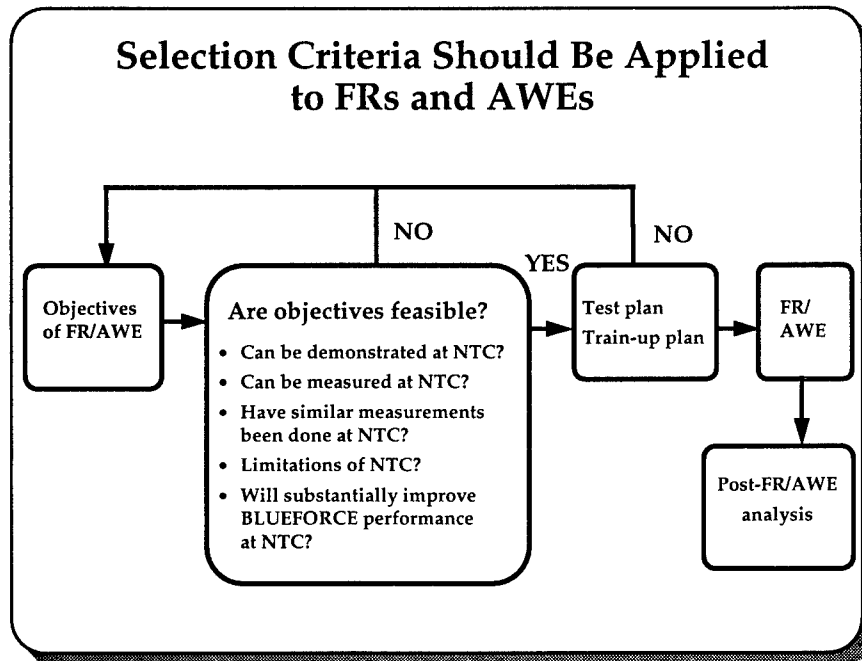 Selection Criteria Should Be Applied
to FRs and AWEs
NO
NO
YES
Objectives
of FR/AWE
Are objectives feasible?
• Can be demonstrated at NTC?
• Can be measured at NTC?
• Have similar measurements
been done at NTC?
• Limitations of NTC?
• Will substantially improve
BLUEFORCE performance
at NTC?
Test plan
Train-up plan
FR/
AWE
Post-FR/AWE
analysis